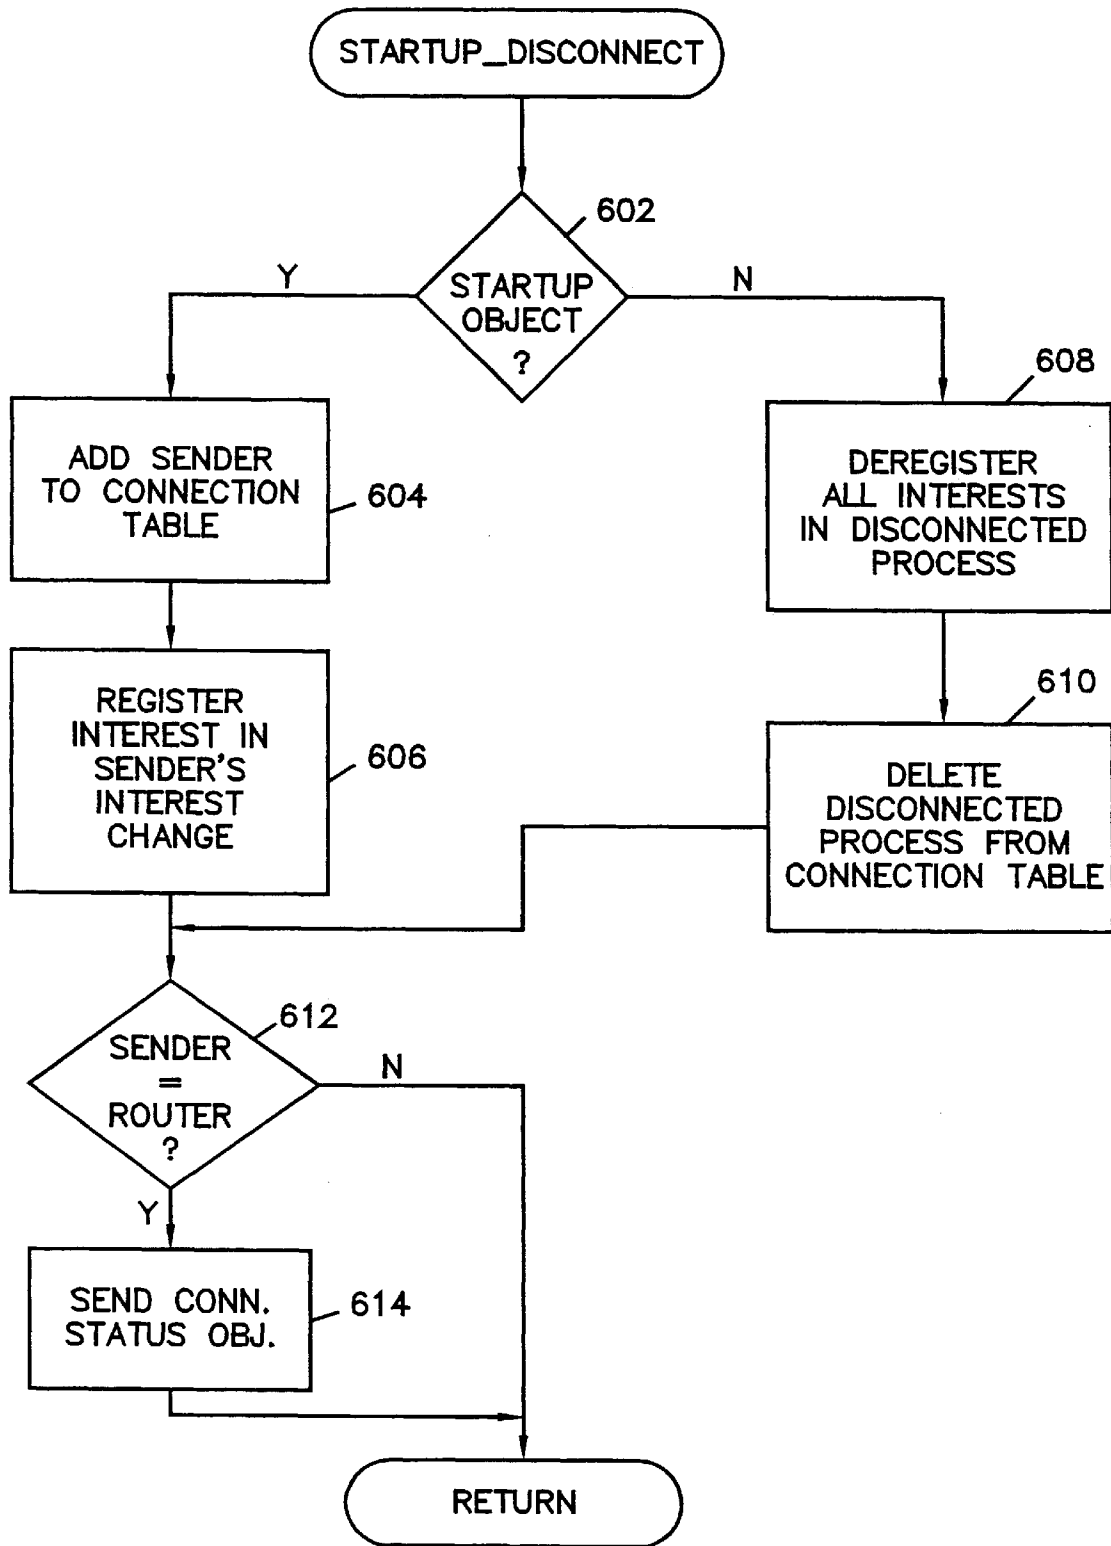 STARTUP_DISCONNECT
602
STARTUP
OBJECT
?
Y
N
ADD SENDER
TO CONNECTION
TABLE
604
608
DEREGISTER
ALL INTERESTS
IN DISCONNECTED
PROCESS
REGISTER
INTEREST IN
SENDER'S
INTEREST
CHANGE
606
610
DELETE
DISCONNECTED
PROCESS FROM
CONNECTION TABLE
612
SENDER
=
ROUTER
?
N
Y
SEND CONN.
STATUS OBJ.
614
RETURN